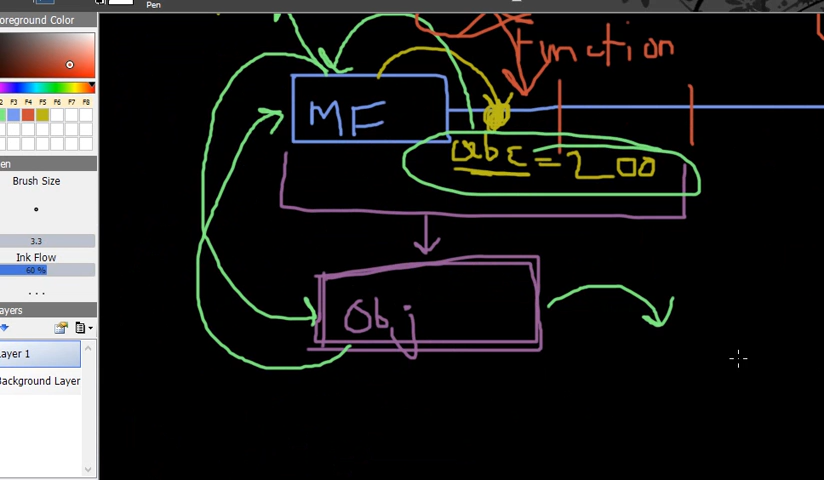 Pen
oreground Color
F2 F3 F4 F5 F6 F7 F8
en
Brush Size
3.3
Ink Flow
60 %
...
ayers
ayer 1
Background Layer
Function
MF
abc = 200
Obj